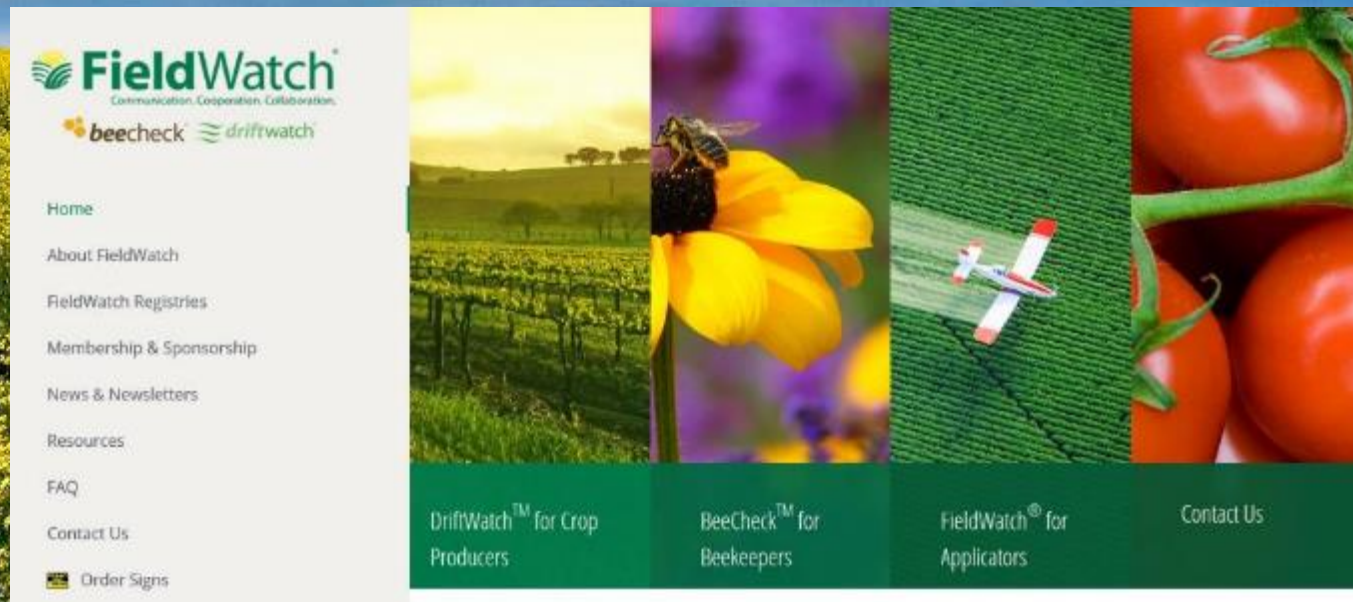 FieldWatch®
Communication. Cooperation. Collaboration.
beecheck® driftwatch®
Home
About FieldWatch
FieldWatch Registries
Membership & Sponsorship
News & Newsletters
Resources
FAQ
Contact Us
Order Signs
DriftWatch™ for Crop
Producers
BeeCheck™ for
Beekeepers
FieldWatch® for
Applicators
Contact Us